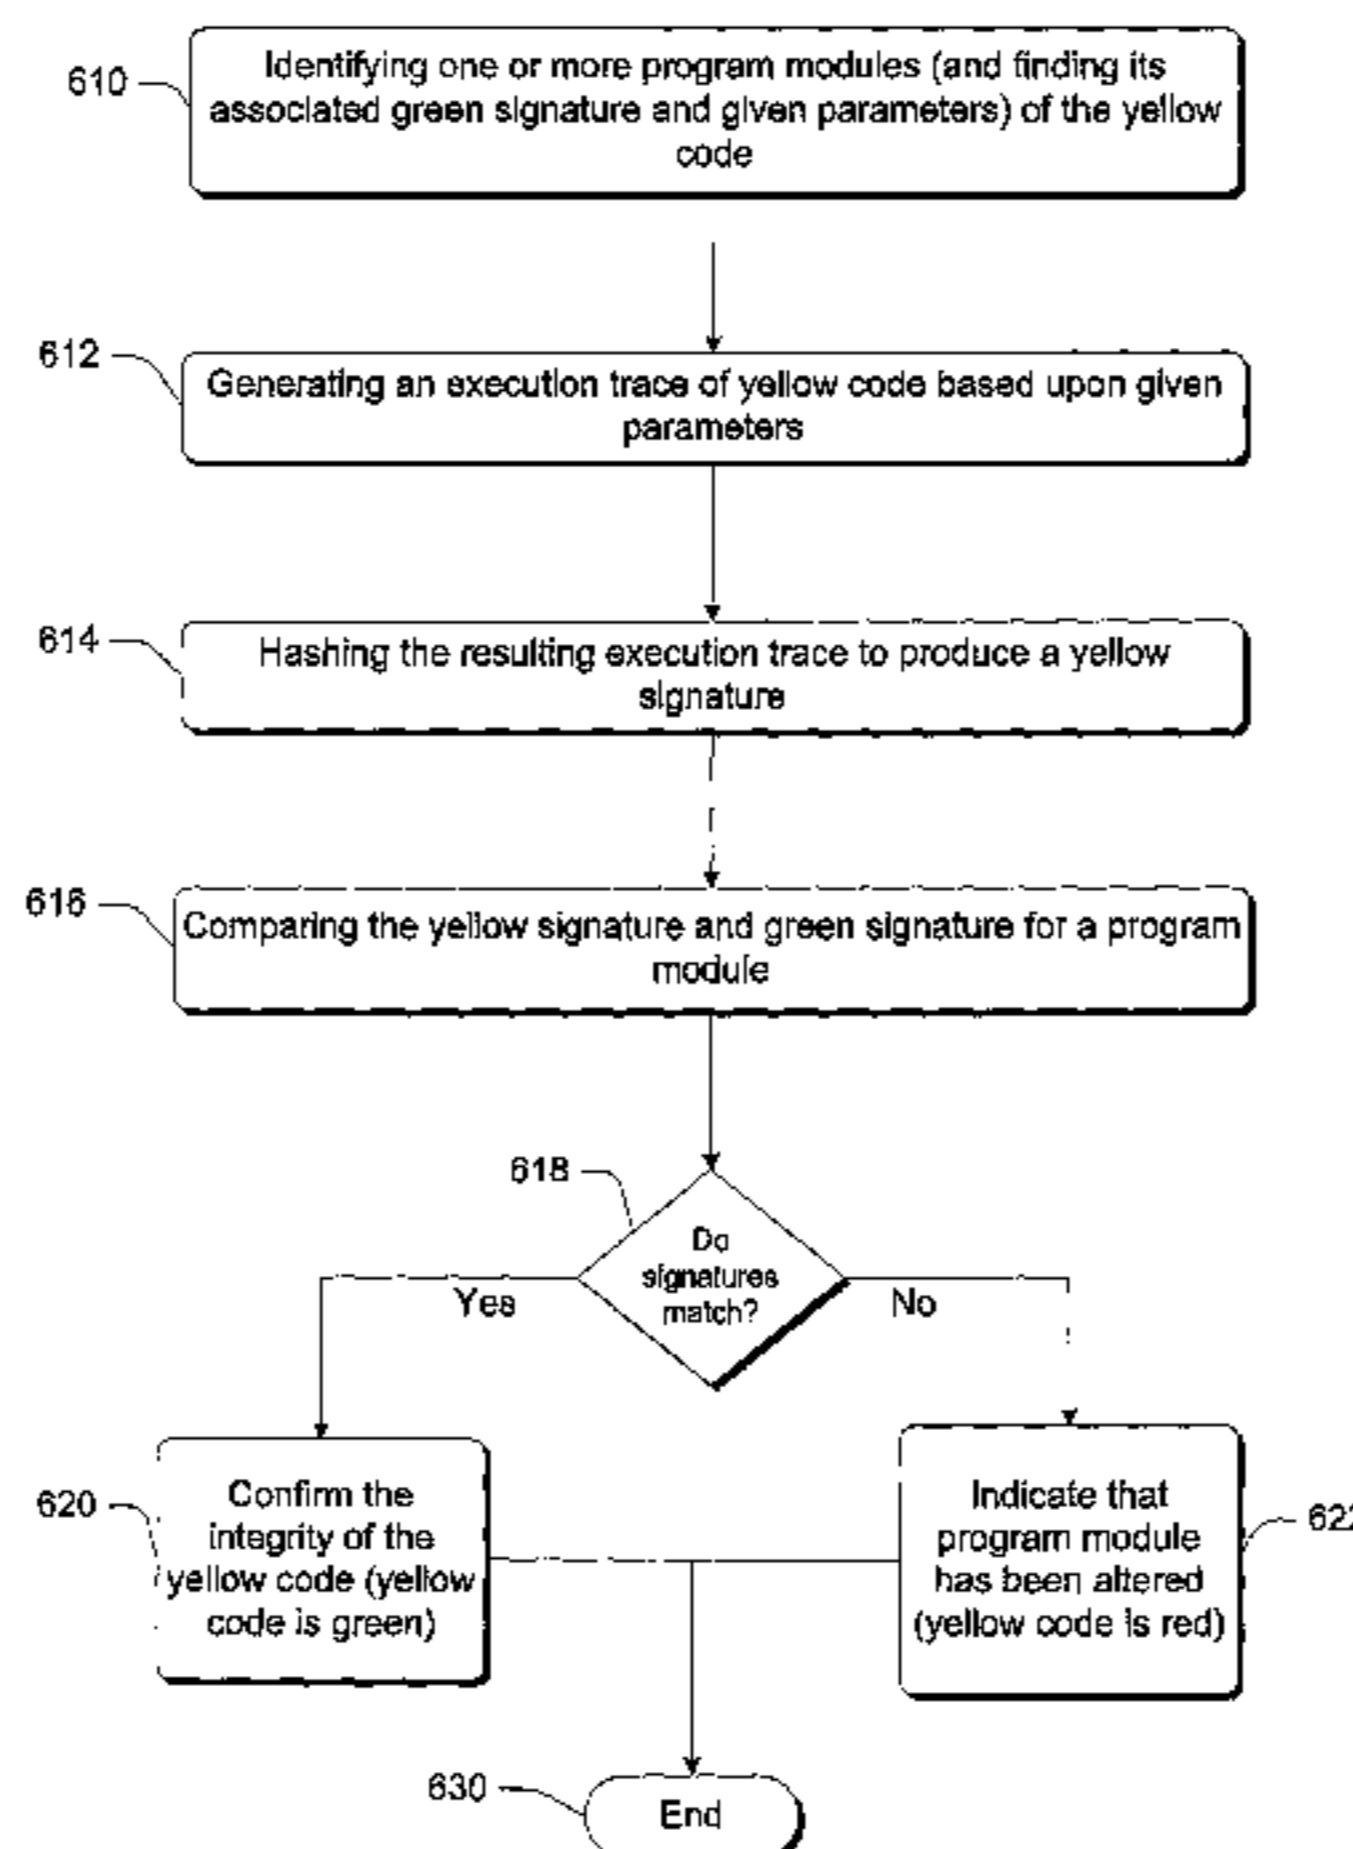 610
Identifying one or more program modules (and finding its
associated green signature and given parameters) of the yellow
code
612
Generating an execution trace of yellow code based upon given
parameters
614
Hashing the resulting execution trace to produce a yellow
signature
616
Comparing the yellow signature and green signature for a program
module
618
Do
signatures
match?
Yes
No
620
Confirm the
integrity of the
yellow code (yellow
code is green)
Indicate that
program module
has been altered
(yellow code is red)
622
630
End